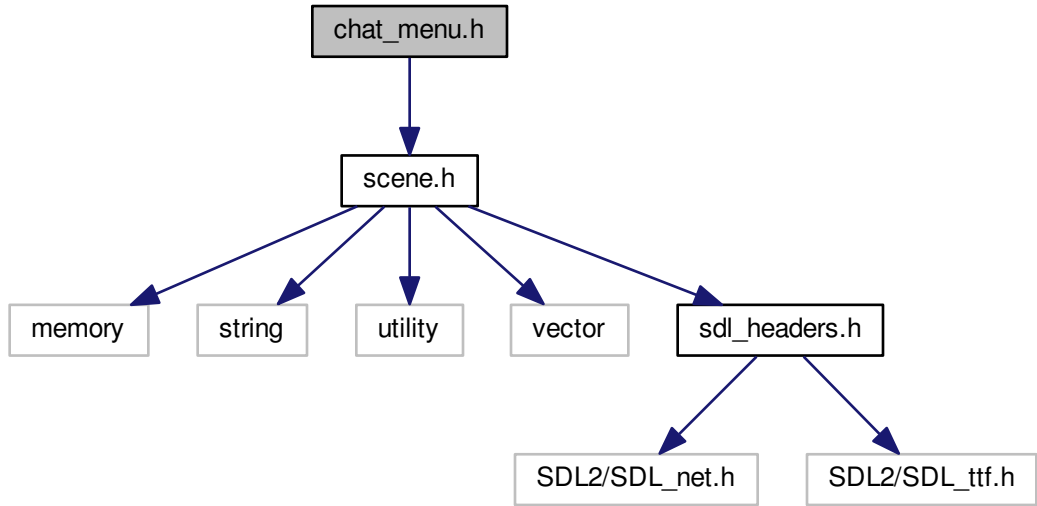 chat_menu.h
scene.h
memory
string
utility
vector
sdl_headers.h
SDL2/SDL_net.h
SDL2/SDL_ttf.h